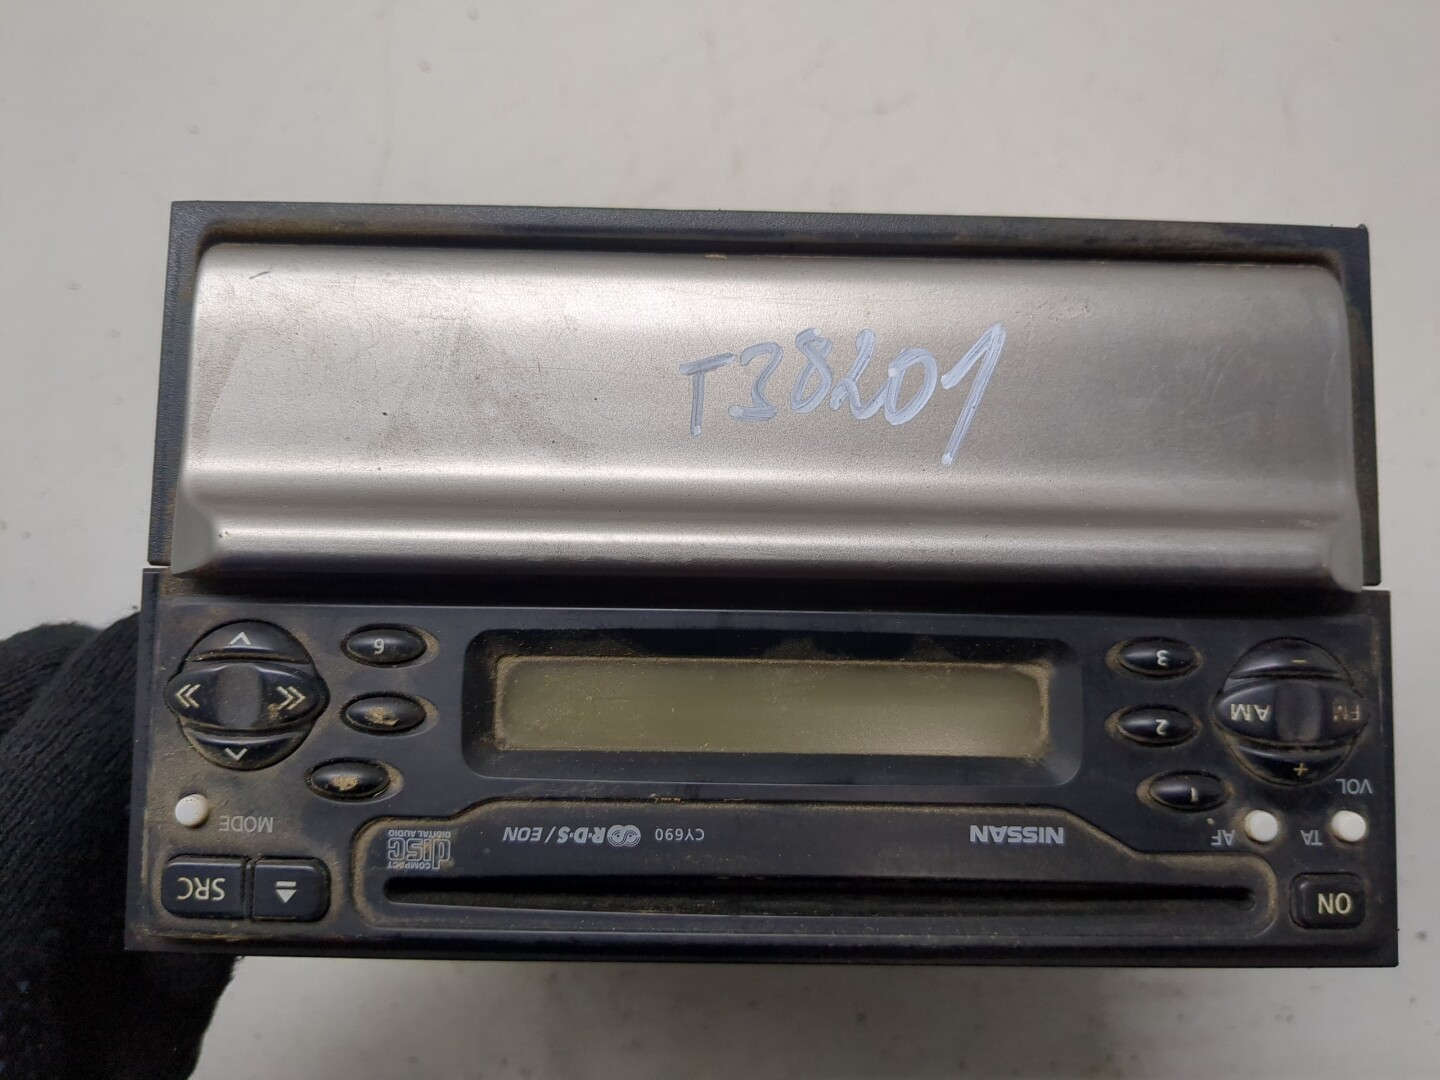 T38201
ON
TA
AF
NISSAN
CY690 R·D·S / EON
COMPACT
disc
DIGITAL AUDIO
SRC
VOL
MODE
1
+
FM AM
2
-
3
6